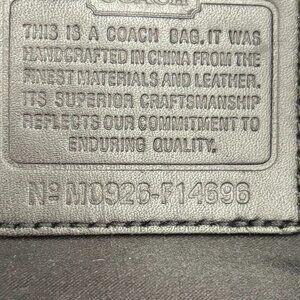 THIS IS A COACH BAG. IT WAS
HANDCRAFTED IN CHINA FROM THE
FINEST MATERIALS AND LEATHER.
ITS SUPERIOR CRAFTSMANSHIP
REFLECTS OUR COMMITMENT TO
ENDURING QUALITY.
Nº M0926-F14696